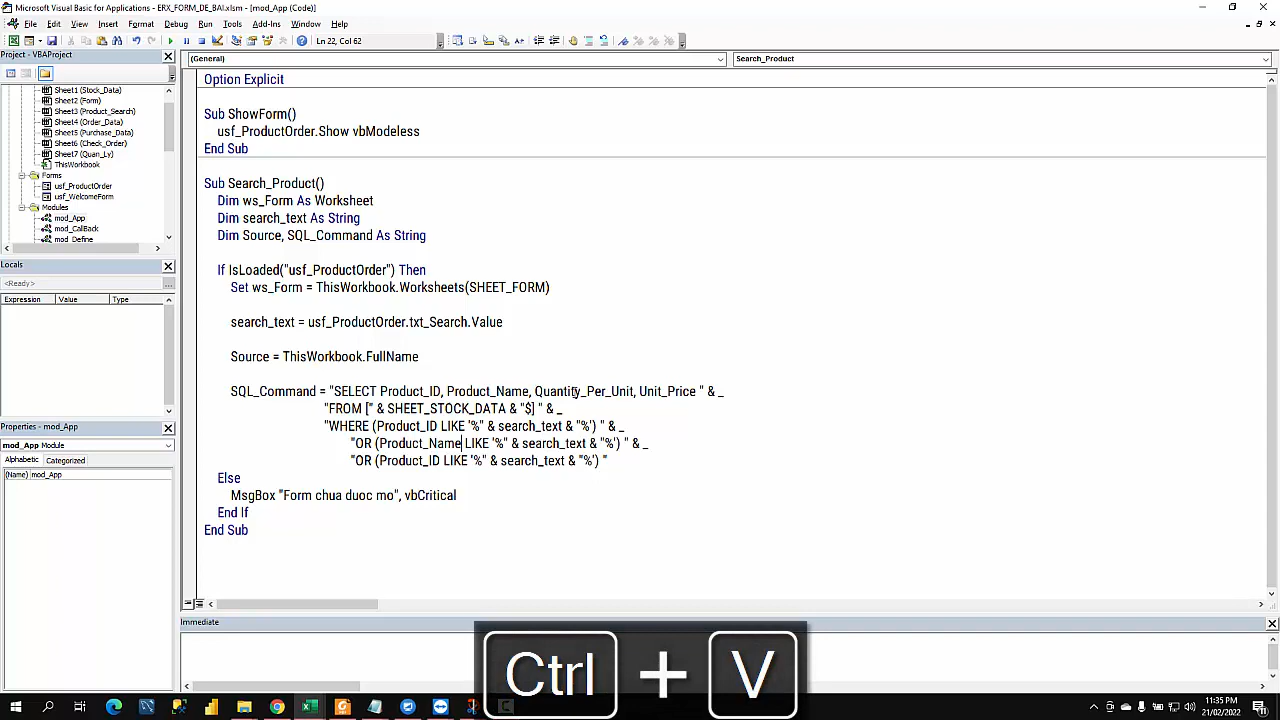 Microsoft Visual Basic for Applications - ERX_FORM_DE_BAI.xlsm - [mod_App (Code)]
File Edit View Insert Format Debug Run Tools Add-Ins Window Help
Ln 22, Col 62
Project - VBAProject
(General)
Search_Product
Sheet1 (Stock_Data)
Sheet2 (Form)
Sheet3 (Product_Search)
Sheet4 (Order_Data)
Sheet5 (Purchase_Data)
Sheet6 (Check_Order)
Sheet7 (Quan_Ly)
ThisWorkbook
Forms
usf_ProductOrder
usf_WelcomeForm
Modules
mod_App
mod_CallBack
mod_Define
Locals
<Ready>
Expression Value Type
Properties - mod_App
mod_App Module
Alphabetic Categorized
(Name) mod_App
Option Explicit
Sub ShowForm()
usf_ProductOrder.Show vbModeless
End Sub
Sub Search_Product()
Dim ws_Form As Worksheet
Dim search_text As String
Dim Source, SQL_Command As String
If IsLoaded("usf_ProductOrder") Then
Set ws_Form = ThisWorkbook.Worksheets(SHEET_FORM)
search_text = usf_ProductOrder.txt_Search.Value
Source = ThisWorkbook.FullName
SQL_Command = "SELECT Product_ID, Product_Name, Quantity_Per_Unit, Unit_Price " & _
"FROM [" & SHEET_STOCK_DATA & "$] " & _
"WHERE (Product_ID LIKE '%" & search_text & "%') " & _
"OR (Product_Name LIKE '%" & search_text & "%') " & _
"OR (Product_ID LIKE '%" & search_text & "%') "
Else
MsgBox "Form chua duoc mo", vbCritical
End If
End Sub
Immediate
Ctrl + V
11:35 PM
21/02/2022